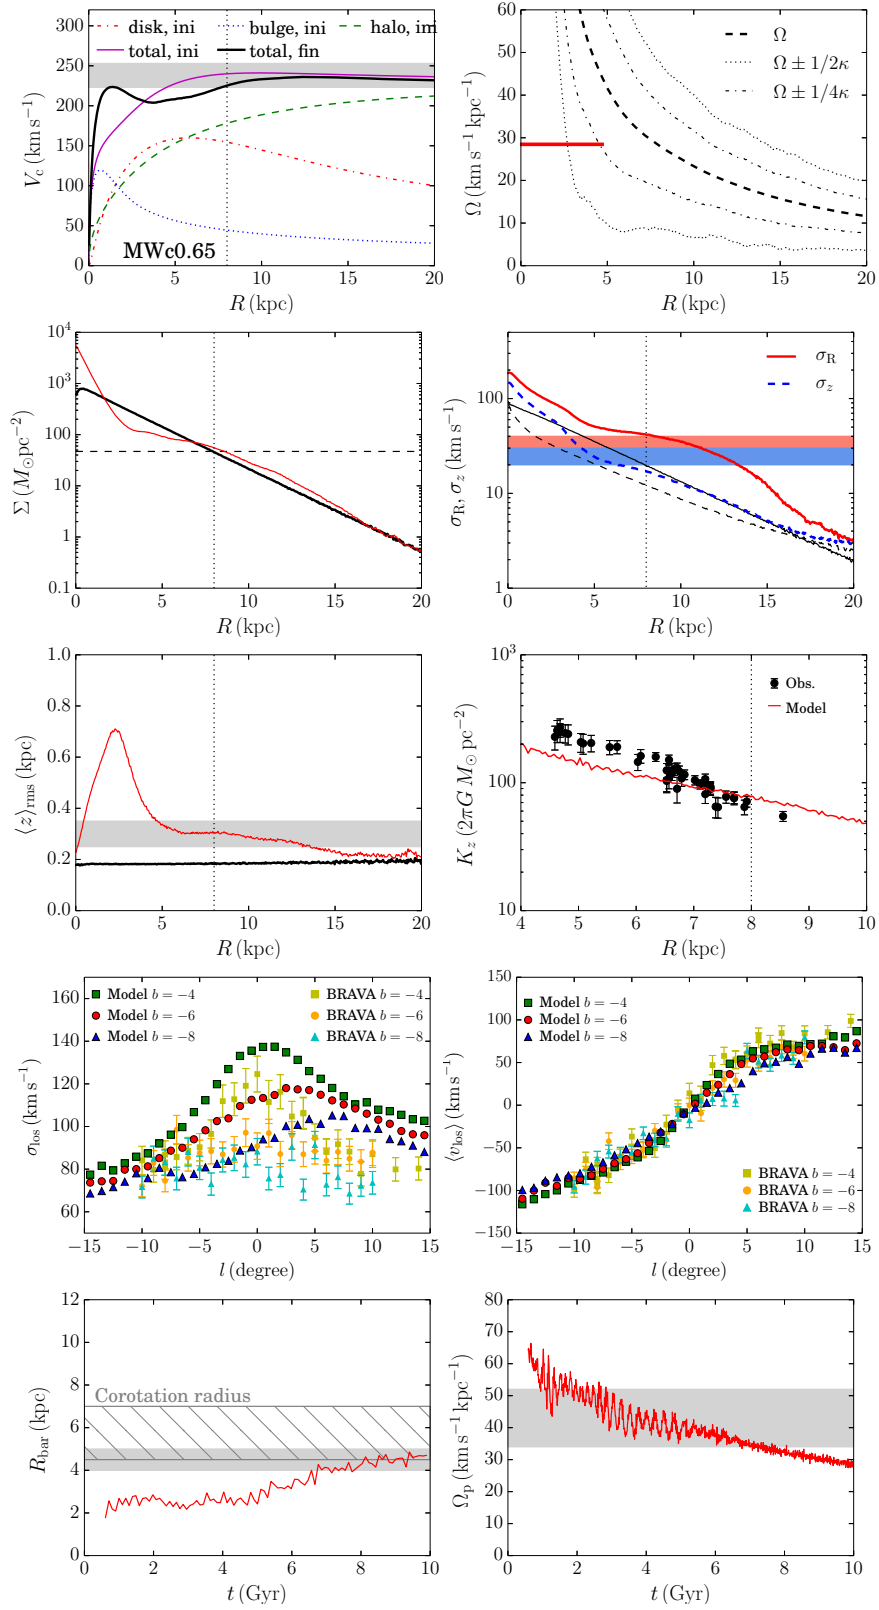 disk, ini bulge, ini halo, ini
total, ini total, fin
300
250
200
150
100
50
0
V_c (km s⁻¹)
MWc0.65
0 5 10 15 20
R (kpc)
60
50
40
30
20
10
0
Ω (km s⁻¹ kpc⁻¹)
Ω
Ω ± 1/2κ
Ω ± 1/4κ
0 5 10 15 20
R (kpc)
10⁴
10³
100
10
1
0.1
Σ (M⊙pc⁻²)
0 5 10 15 20
R (kpc)
100
10
1
σ_R, σ_z (km s⁻¹)
σ_R
σ_z
0 5 10 15 20
R (kpc)
1.0
0.8
0.6
0.4
0.2
0.0
⟨z⟩_rms (kpc)
0 5 10 15 20
R (kpc)
10³
100
10
K_z (2πG M⊙ pc⁻²)
Obs.
Model
4 5 6 7 8 9 10
R (kpc)
160
140
120
100
80
60
σ_los (km s⁻¹)
Model b = −4 BRAVA b = −4
Model b = −6 BRAVA b = −6
Model b = −8 BRAVA b = −8
−15 −10 −5 0 5 10 15
l (degree)
150
100
50
0
−50
−100
−150
⟨v_los⟩ (km s⁻¹)
Model b = −4
Model b = −6
Model b = −8
BRAVA b = −4
BRAVA b = −6
BRAVA b = −8
−15 −10 −5 0 5 10 15
l (degree)
12
10
8
6
4
2
0
R_bar (kpc)
Corotation radius
0 2 4 6 8 10
t (Gyr)
80
70
60
50
40
30
20
10
0
Ω_p (km s⁻¹ kpc⁻¹)
0 2 4 6 8 10
t (Gyr)